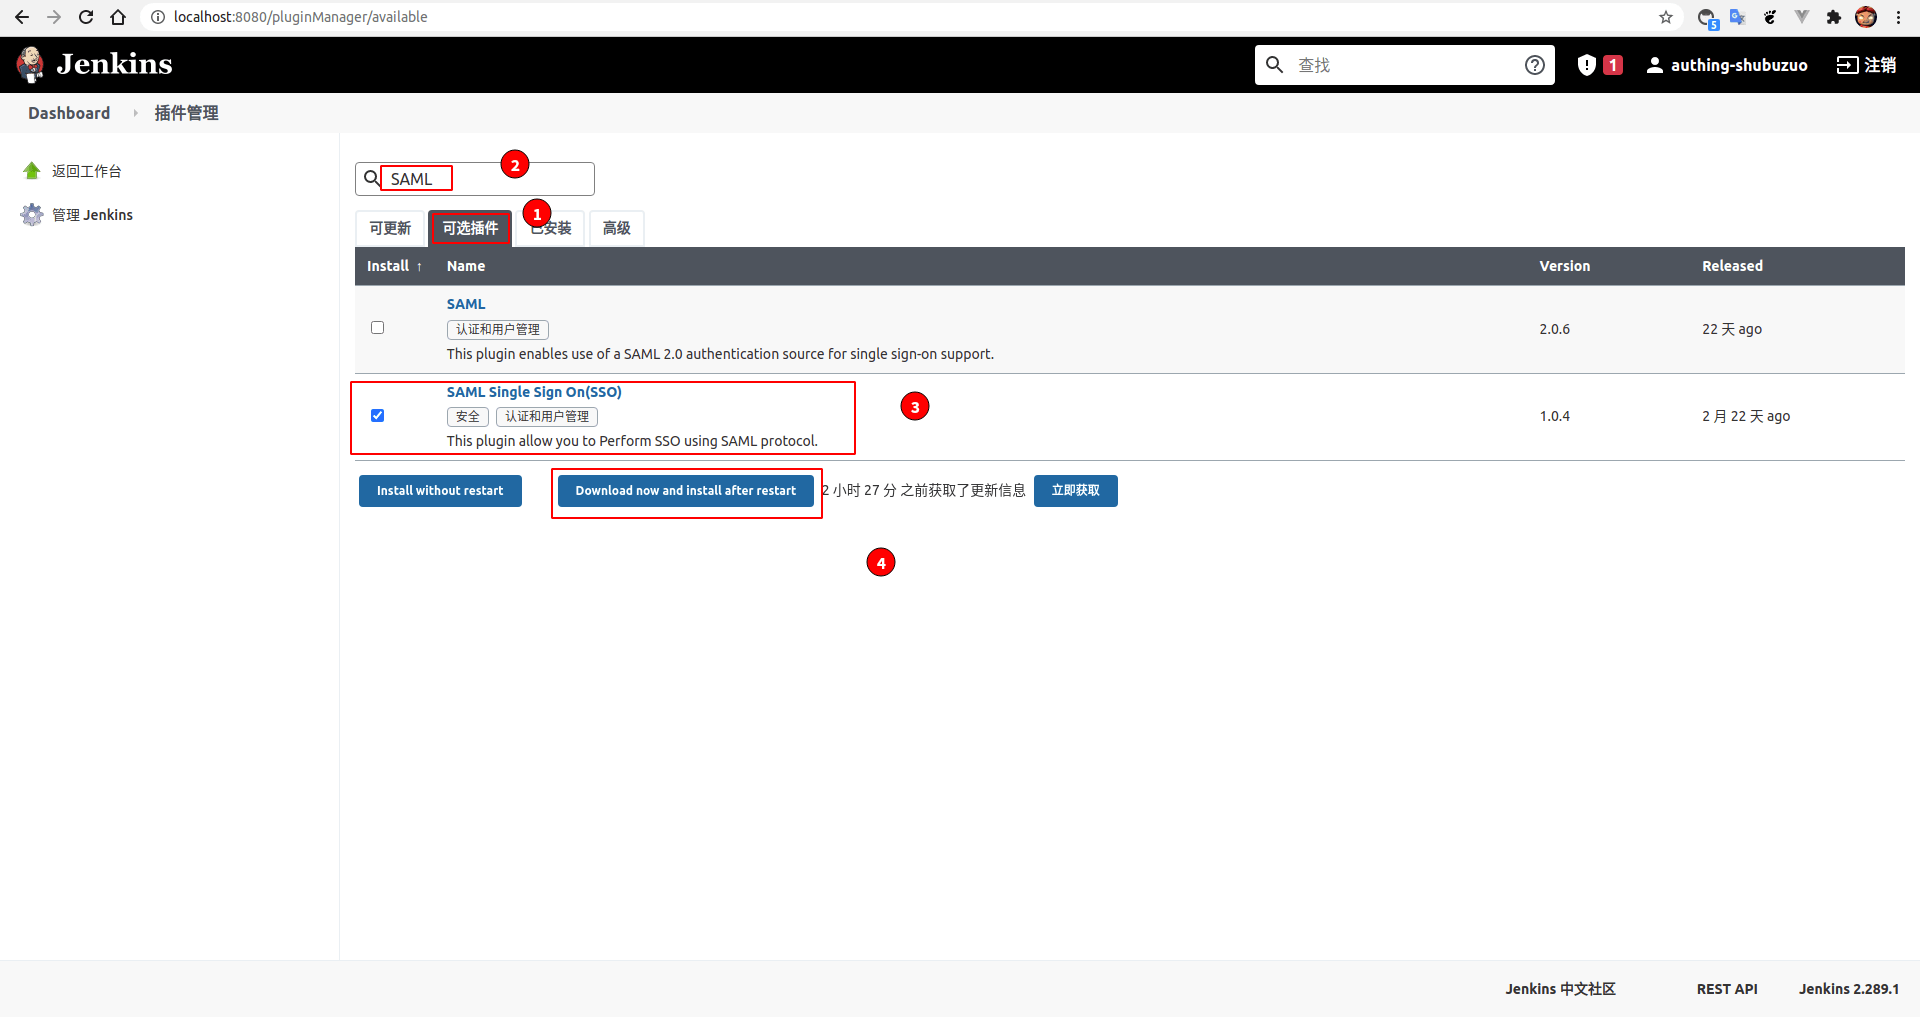 localhost:8080/pluginManager/available
5
Jenkins
查找
1
authing-shubuzuo
注销
Dashboard
插件管理
返回工作台
管理 Jenkins
SAML
2
可更新
可选插件
1
已安装
高级
Install ↑
Name
Version
Released
SAML
认证和用户管理
This plugin enables use of a SAML 2.0 authentication source for single sign-on support.
2.0.6
22 天 ago
SAML Single Sign On(SSO)
安全
认证和用户管理
This plugin allow you to Perform SSO using SAML protocol.
1.0.4
2 月 22 天 ago
3
Install without restart
Download now and install after restart
2 小时 27 分 之前获取了更新信息
立即获取
4
Jenkins 中文社区
REST API
Jenkins 2.289.1